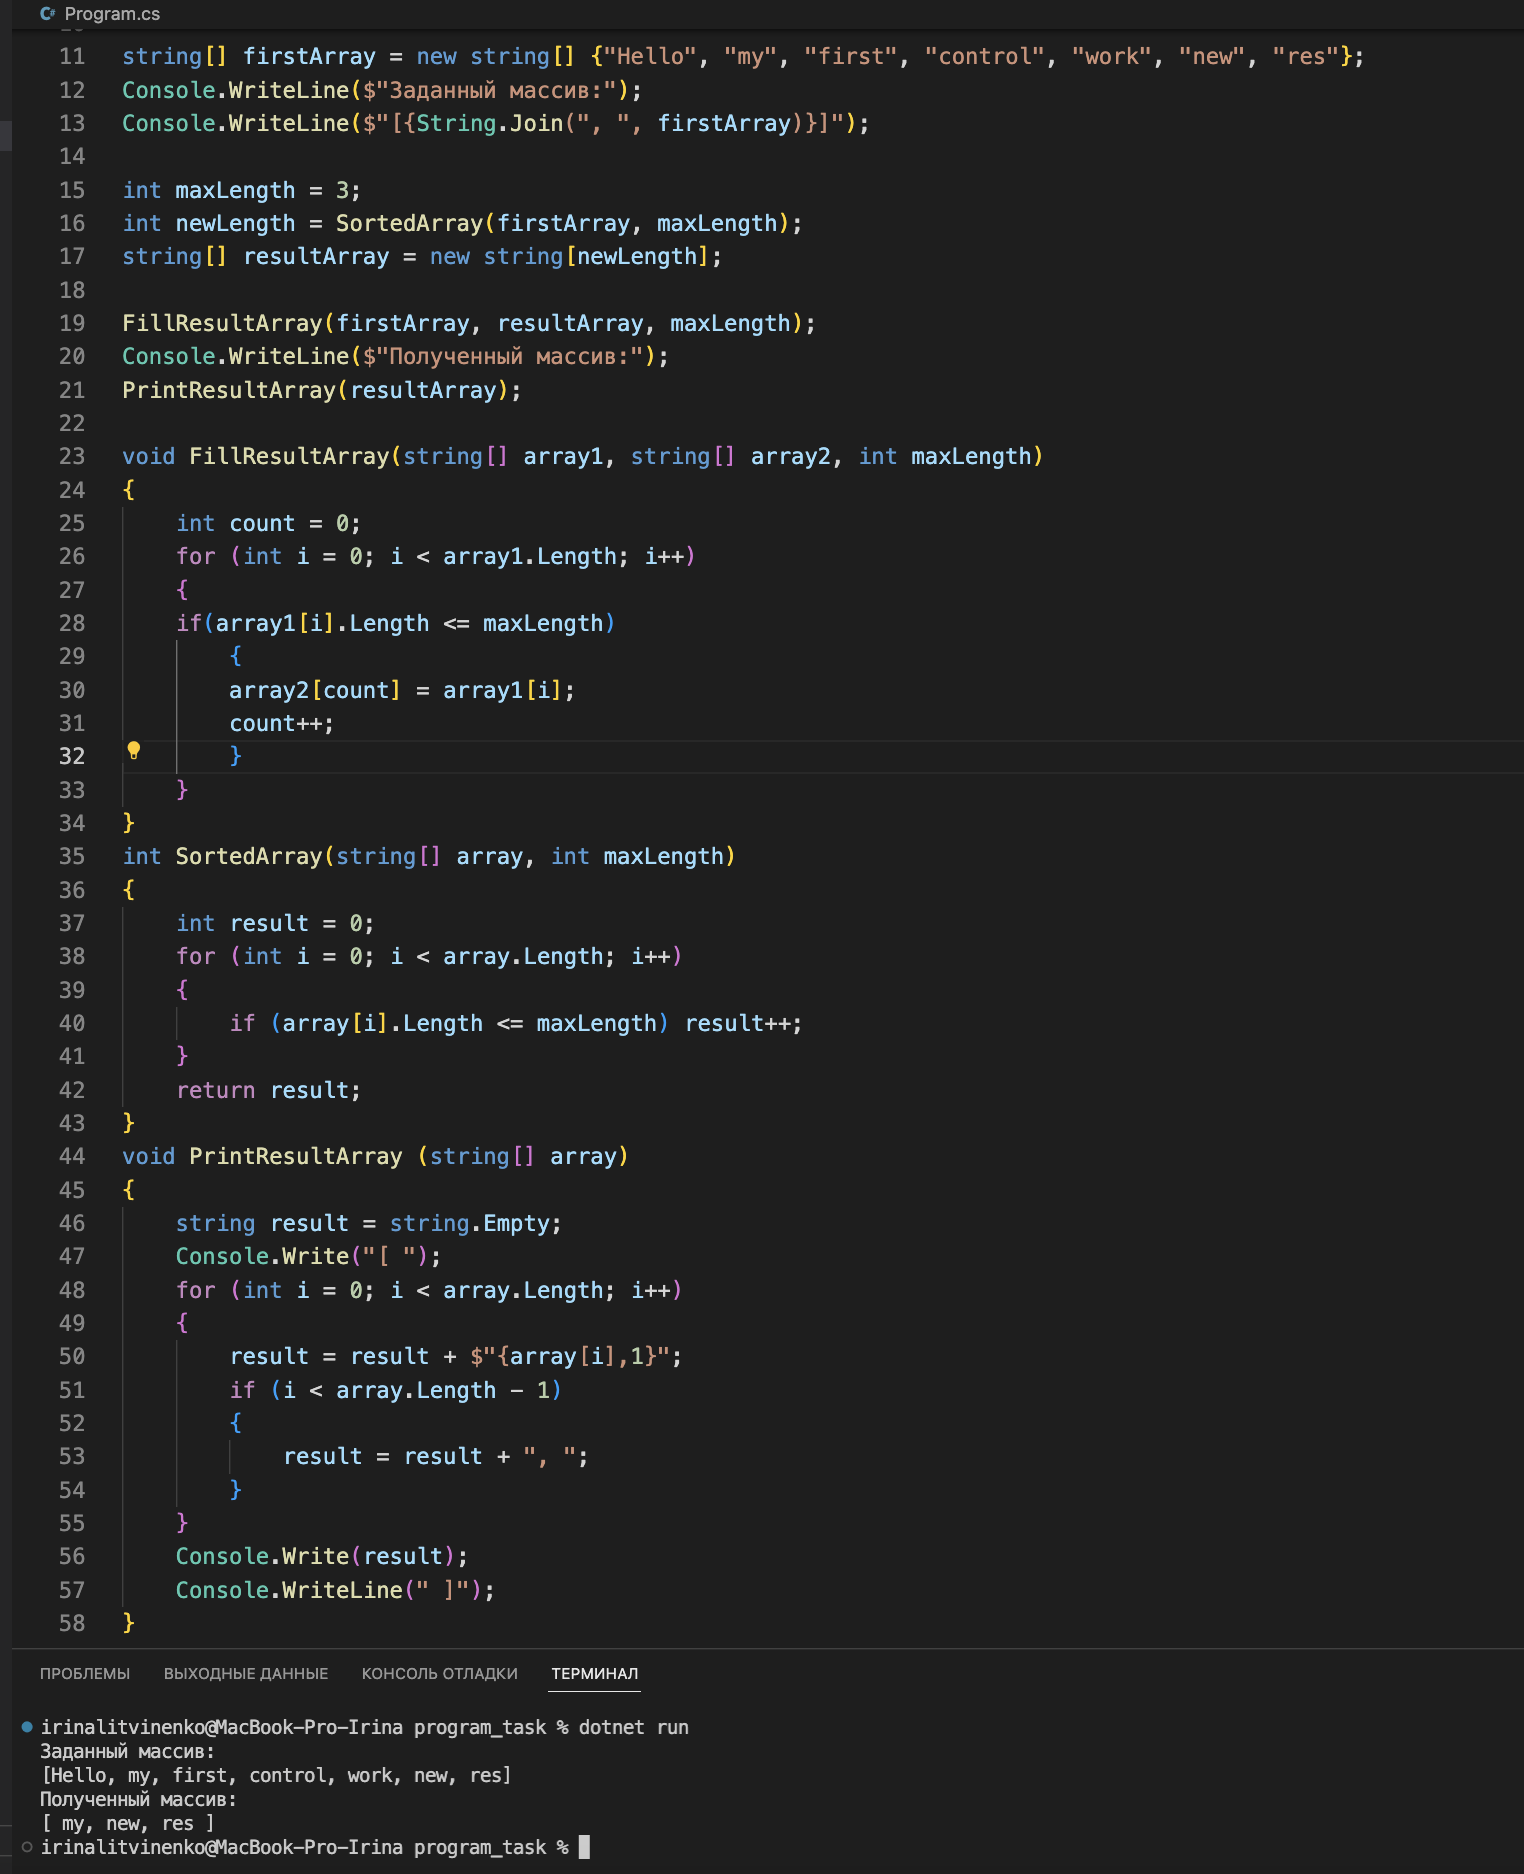 C# Program.cs
11 string[] firstArray = new string[] {"Hello", "my", "first", "control", "work", "new", "res"};
12 Console.WriteLine($"Заданный массив:");
13 Console.WriteLine($"[{String.Join(", ", firstArray)}]");
14
15 int maxLength = 3;
16 int newLength = SortedArray(firstArray, maxLength);
17 string[] resultArray = new string[newLength];
18
19 FillResultArray(firstArray, resultArray, maxLength);
20 Console.WriteLine($"Полученный массив:");
21 PrintResultArray(resultArray);
22
23 void FillResultArray(string[] array1, string[] array2, int maxLength)
24 {
25     int count = 0;
26     for (int i = 0; i < array1.Length; i++)
27     {
28     if(array1[i].Length <= maxLength)
29         {
30         array2[count] = array1[i];
31         count++;
32         }
33     }
34 }
35 int SortedArray(string[] array, int maxLength)
36 {
37     int result = 0;
38     for (int i = 0; i < array.Length; i++)
39     {
40         if (array[i].Length <= maxLength) result++;
41     }
42     return result;
43 }
44 void PrintResultArray (string[] array)
45 {
46     string result = string.Empty;
47     Console.Write("[ ");
48     for (int i = 0; i < array.Length; i++)
49     {
50         result = result + $"{array[i],1}";
51         if (i < array.Length - 1)
52         {
53             result = result + ", ";
54         }
55     }
56     Console.Write(result);
57     Console.WriteLine(" ]");
58 }
ПРОБЛЕМЫ ВЫХОДНЫЕ ДАННЫЕ КОНСОЛЬ ОТЛАДКИ ТЕРМИНАЛ
irinalitvinenko@MacBook-Pro-Irina program_task % dotnet run
Заданный массив:
[Hello, my, first, control, work, new, res]
Полученный массив:
[ my, new, res ]
irinalitvinenko@MacBook-Pro-Irina program_task %